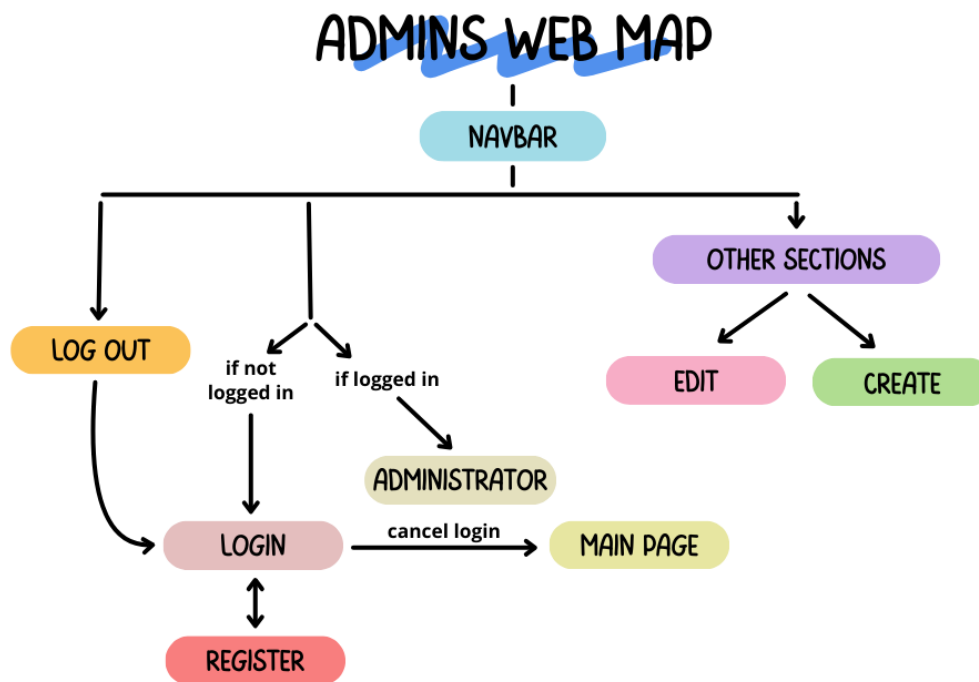 ADMINS WEB MAP
NAVBAR
OTHER SECTIONS
LOG OUT
if not
logged in
if logged in
EDIT
CREATE
ADMINISTRATOR
LOGIN
cancel login
MAIN PAGE
REGISTER